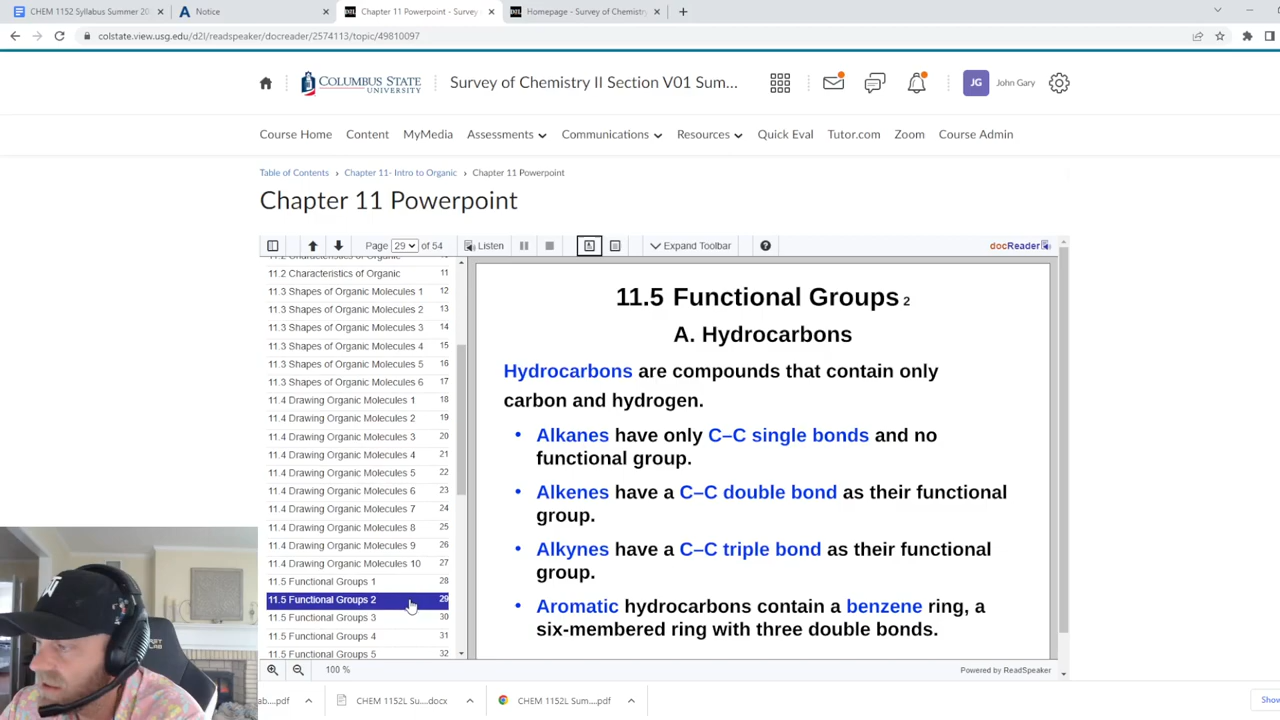 CHEM 1152 Syllabus Summer 20
Notice
Chapter 11 Powerpoint - Survey
Homepage - Survey of Chemistry
colstate.view.usg.edu/d2l/readspeaker/docreader/2574113/topic/49810097
COLUMBUS STATE
UNIVERSITY
Survey of Chemistry II Section V01 Sum...
JG
John Gary
Course Home
Content
MyMedia
Assessments
Communications
Resources
Quick Eval
Tutor.com
Zoom
Course Admin
Table of Contents › Chapter 11- Intro to Organic › Chapter 11 Powerpoint
Chapter 11 Powerpoint
Page 29 of 54
Listen
Expand Toolbar
docReader
11.2 Characteristics of Organic 10
11.2 Characteristics of Organic 11
11.3 Shapes of Organic Molecules 1 12
11.3 Shapes of Organic Molecules 2 13
11.3 Shapes of Organic Molecules 3 14
11.3 Shapes of Organic Molecules 4 15
11.3 Shapes of Organic Molecules 5 16
11.3 Shapes of Organic Molecules 6 17
11.4 Drawing Organic Molecules 1 18
11.4 Drawing Organic Molecules 2 19
11.4 Drawing Organic Molecules 3 20
11.4 Drawing Organic Molecules 4 21
11.4 Drawing Organic Molecules 5 22
11.4 Drawing Organic Molecules 6 23
11.4 Drawing Organic Molecules 7 24
11.4 Drawing Organic Molecules 8 25
11.4 Drawing Organic Molecules 9 26
11.4 Drawing Organic Molecules 10 27
11.5 Functional Groups 1 28
11.5 Functional Groups 2 29
11.5 Functional Groups 3 30
11.5 Functional Groups 4 31
11.5 Functional Groups 5 32
11.5 Functional Groups 2
A. Hydrocarbons
Hydrocarbons are compounds that contain only
carbon and hydrogen.
• Alkanes have only C–C single bonds and no
functional group.
• Alkenes have a C–C double bond as their functional
group.
• Alkynes have a C–C triple bond as their functional
group.
• Aromatic hydrocarbons contain a benzene ring, a
six-membered ring with three double bonds.
100 %
Powered by ReadSpeaker
ab....pdf
CHEM 1152L Su....docx
CHEM 1152L Sum....pdf
Show